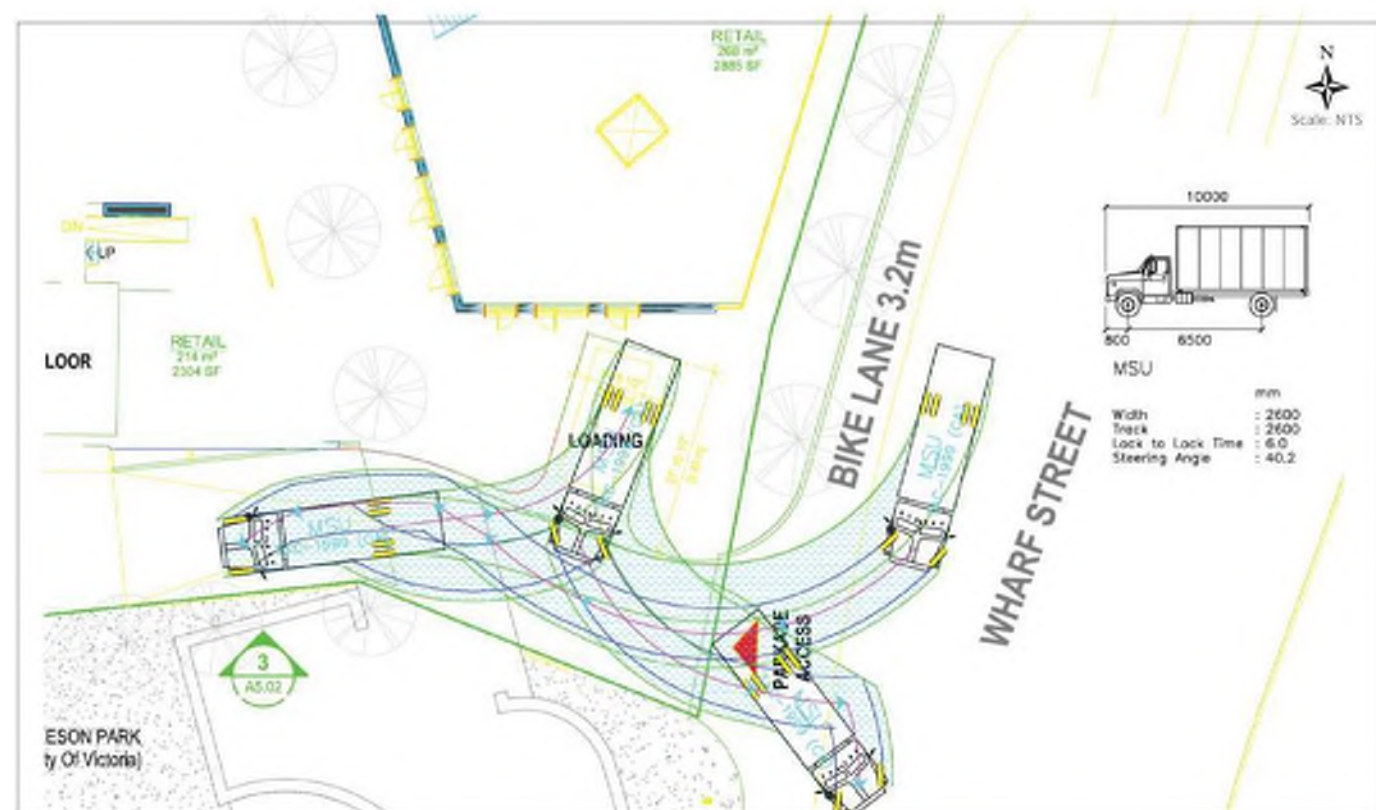 RETAIL
268 m²
2885 SF
N
Scale: NTS
10000
DN
UP
BIKE LANE 3.2m
800
6500
LOOR
RETAIL
214 m²
2304 SF
MSU
mm
Width : 2600
Track : 2600
Lock to Lock Time : 6.0
Steering Angle : 40.2
LOADING
MSU
MSU
WHARF STREET
PARKADE
ACCESS
3
A5.02
ESON PARK
ty Of Victoria)